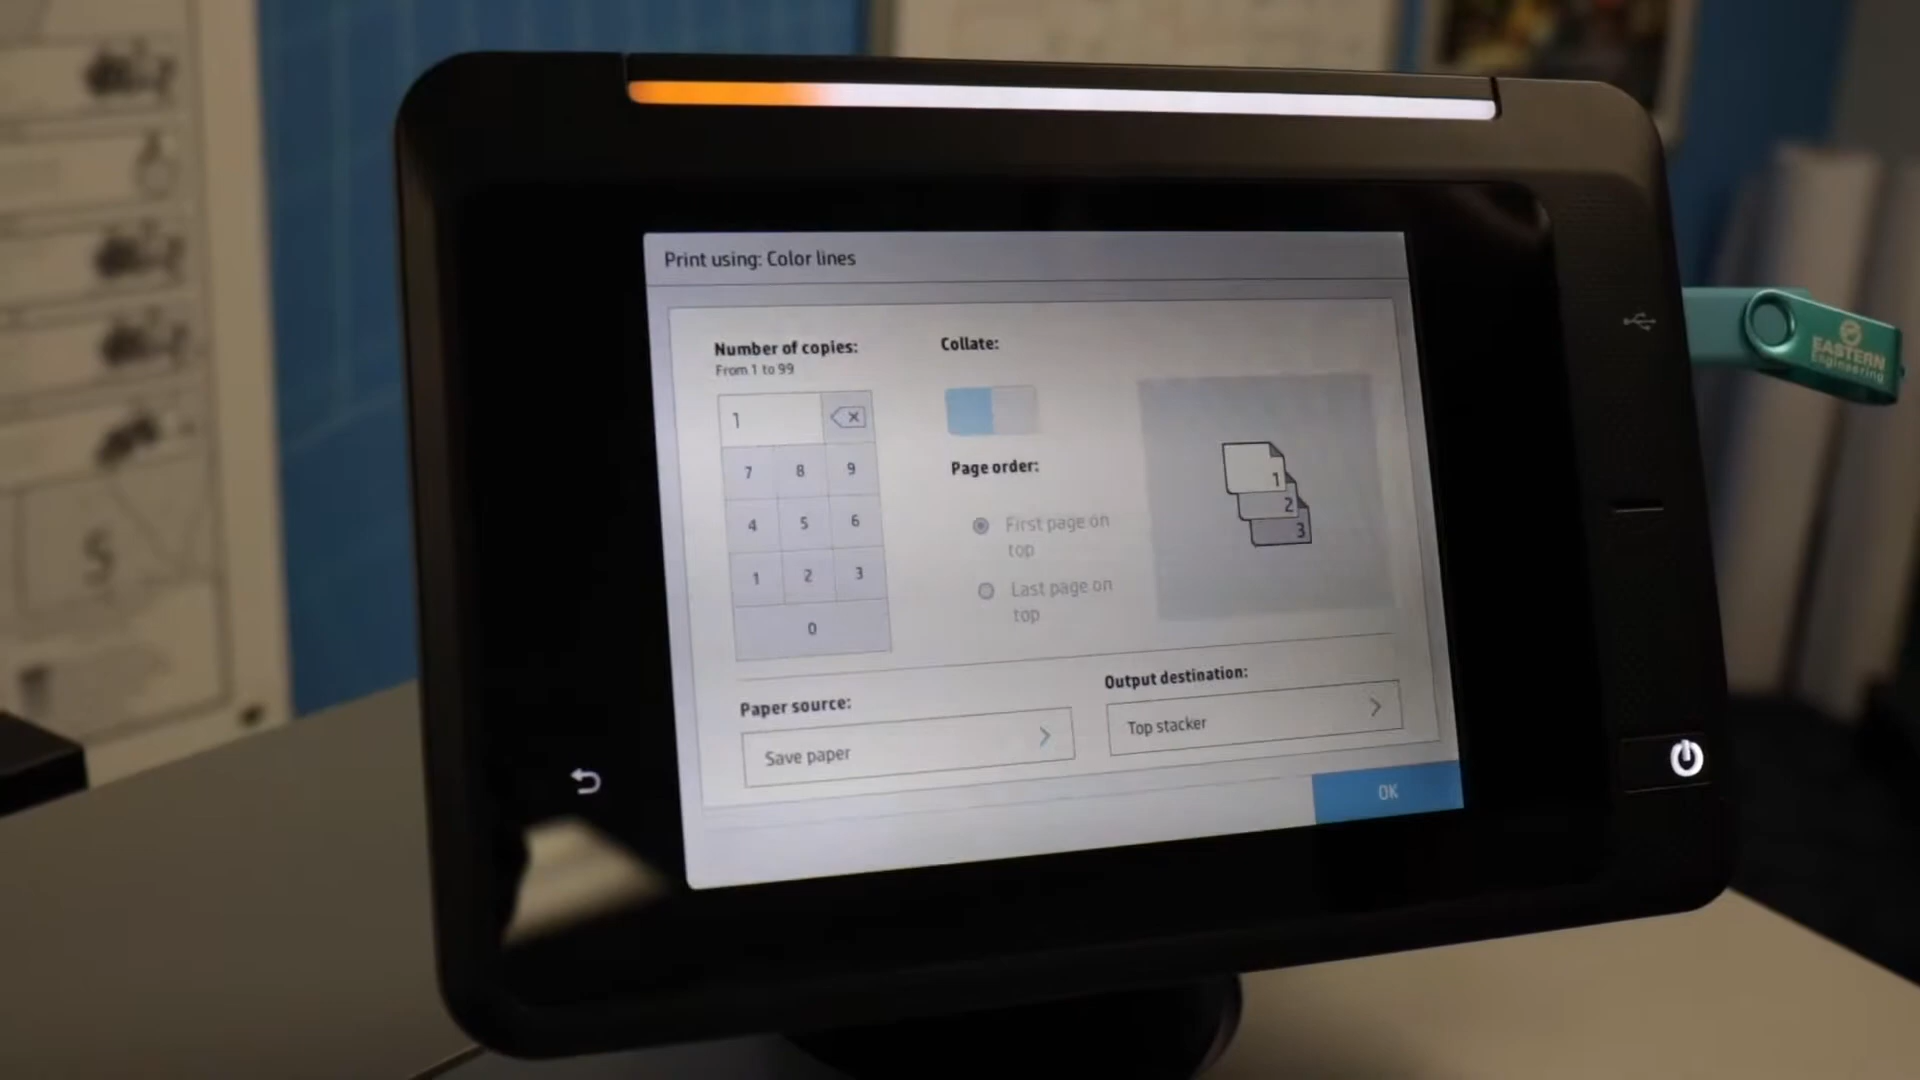 Print using: Color lines
Number of copies:
From 1 to 99
1
7 8 9
4 5 6
1 2 3
0
Collate:
Page order:
First page on
top
Last page on
top
1
2
3
Paper source:
Save paper
Output destination:
Top stacker
OK
EASTERN
Engineering
S